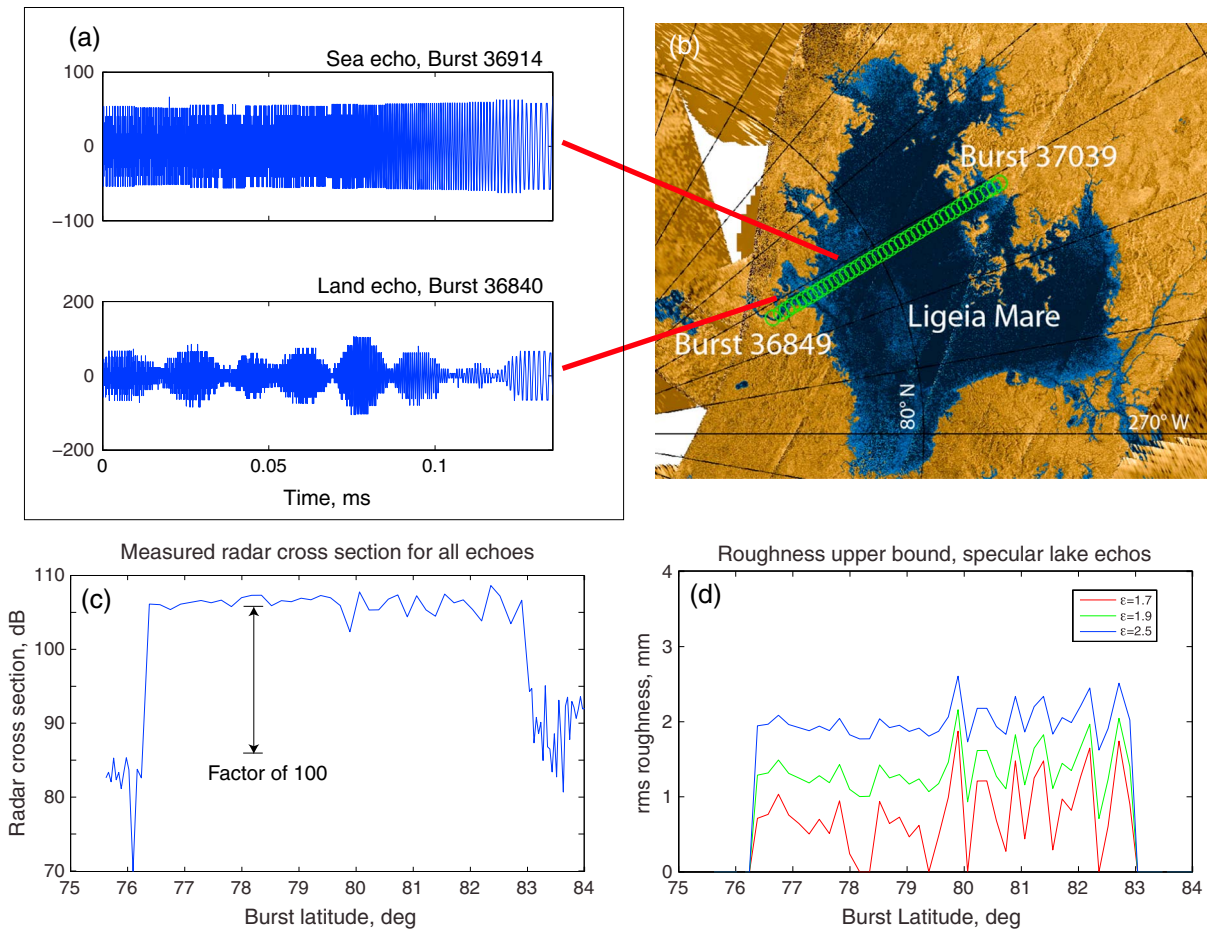 (a)
Sea echo, Burst 36914
100
0
−100
Land echo, Burst 36840
200
0
−200
0
0.05
0.1
Time, ms
(b)
Burst 37039
Ligeia Mare
Burst 36849
80° N
270° W
Measured radar cross section for all echoes
(c)
Radar cross section, dB
110
100
90
80
70
Factor of 100
75 76 77 78 79 80 81 82 83 84
Burst latitude, deg
Roughness upper bound, specular lake echos
(d)
rms roughness, mm
4
3
2
1
0
ε=1.7
ε=1.9
ε=2.5
75 76 77 78 79 80 81 82 83 84
Burst Latitude, deg